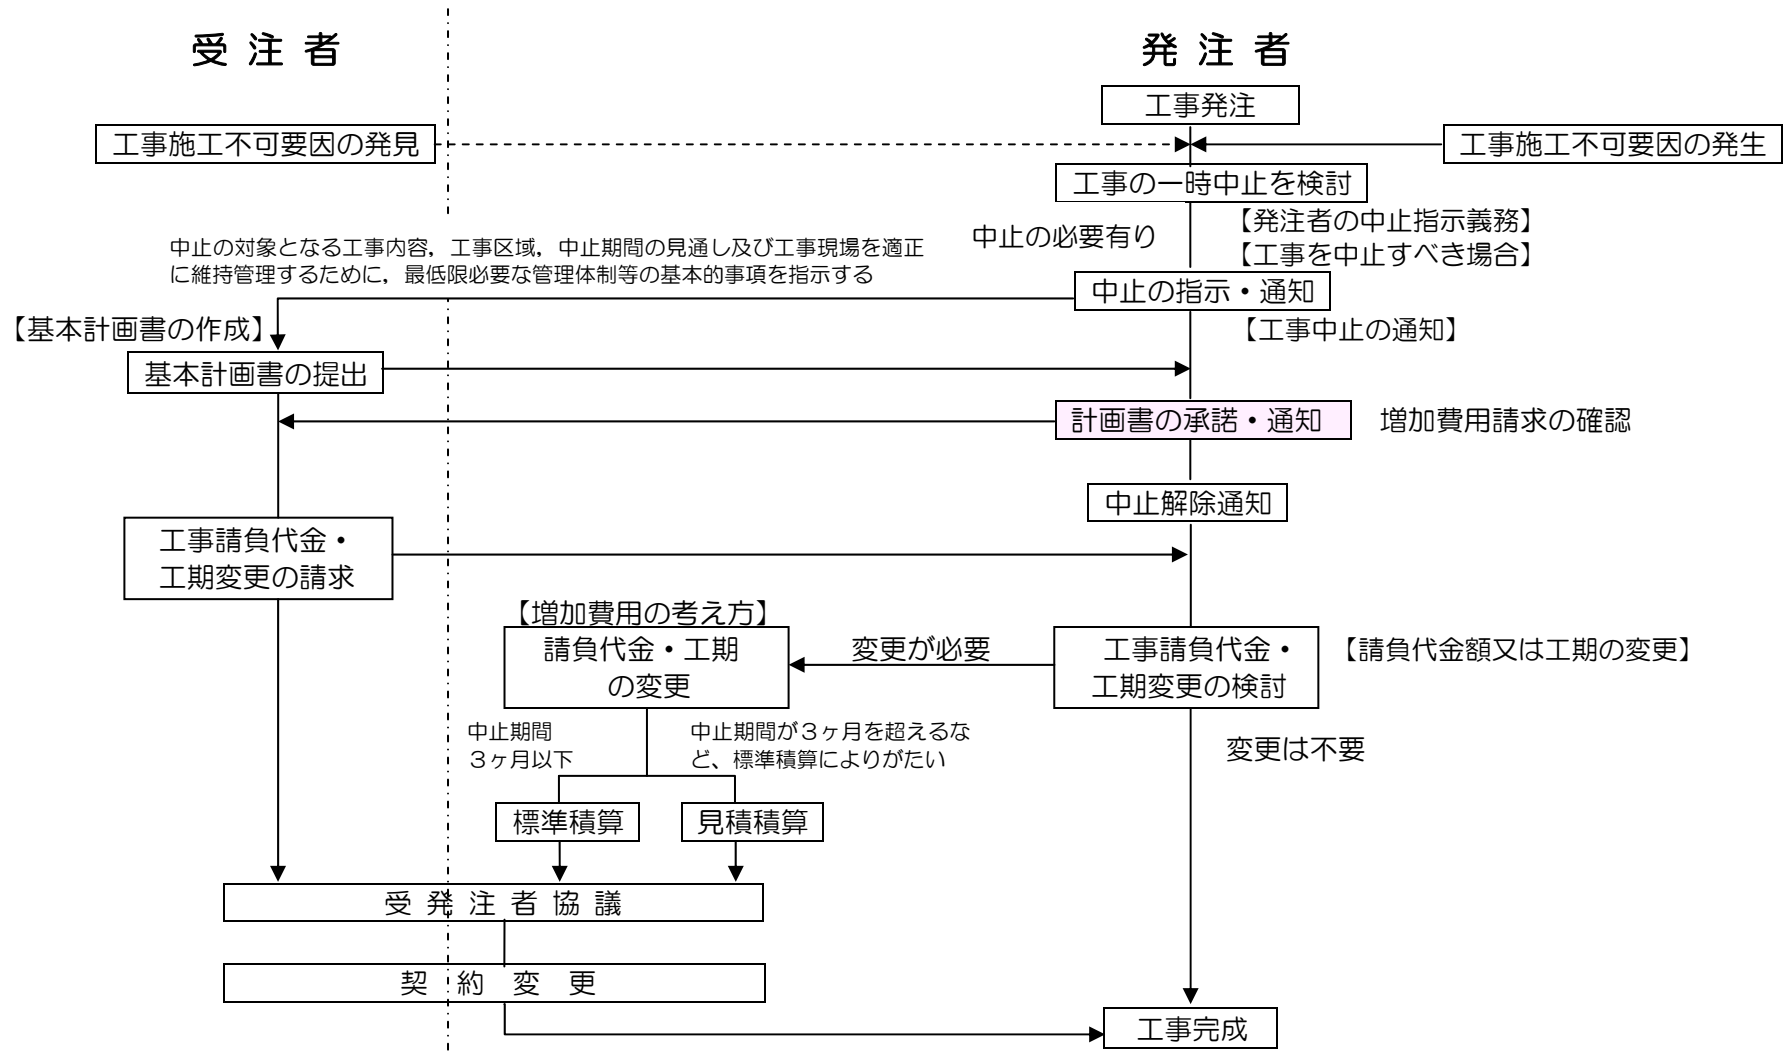 受 注 者
発 注 者
工事発注
工事施工不可要因の発見
工事施工不可要因の発生
工事の一時中止を検討
中止の必要有り
【発注者の中止指示義務】
【工事を中止すべき場合】
中止の対象となる工事内容，工事区域，中止期間の見通し及び工事現場を適正
に維持管理するために，最低限必要な管理体制等の基本的事項を指示する
中止の指示・通知
【基本計画書の作成】
【工事中止の通知】
基本計画書の提出
計画書の承諾・通知
増加費用請求の確認
中止解除通知
工事請負代金・
工期変更の請求
【増加費用の考え方】
請負代金・工期
の変更
変更が必要
工事請負代金・
工期変更の検討
【請負代金額又は工期の変更】
中止期間
３ヶ月以下
中止期間が３ヶ月を超えるな
ど、標準積算によりがたい
変更は不要
標準積算
見積積算
受 発 注 者 協 議
契 約 変 更
工事完成